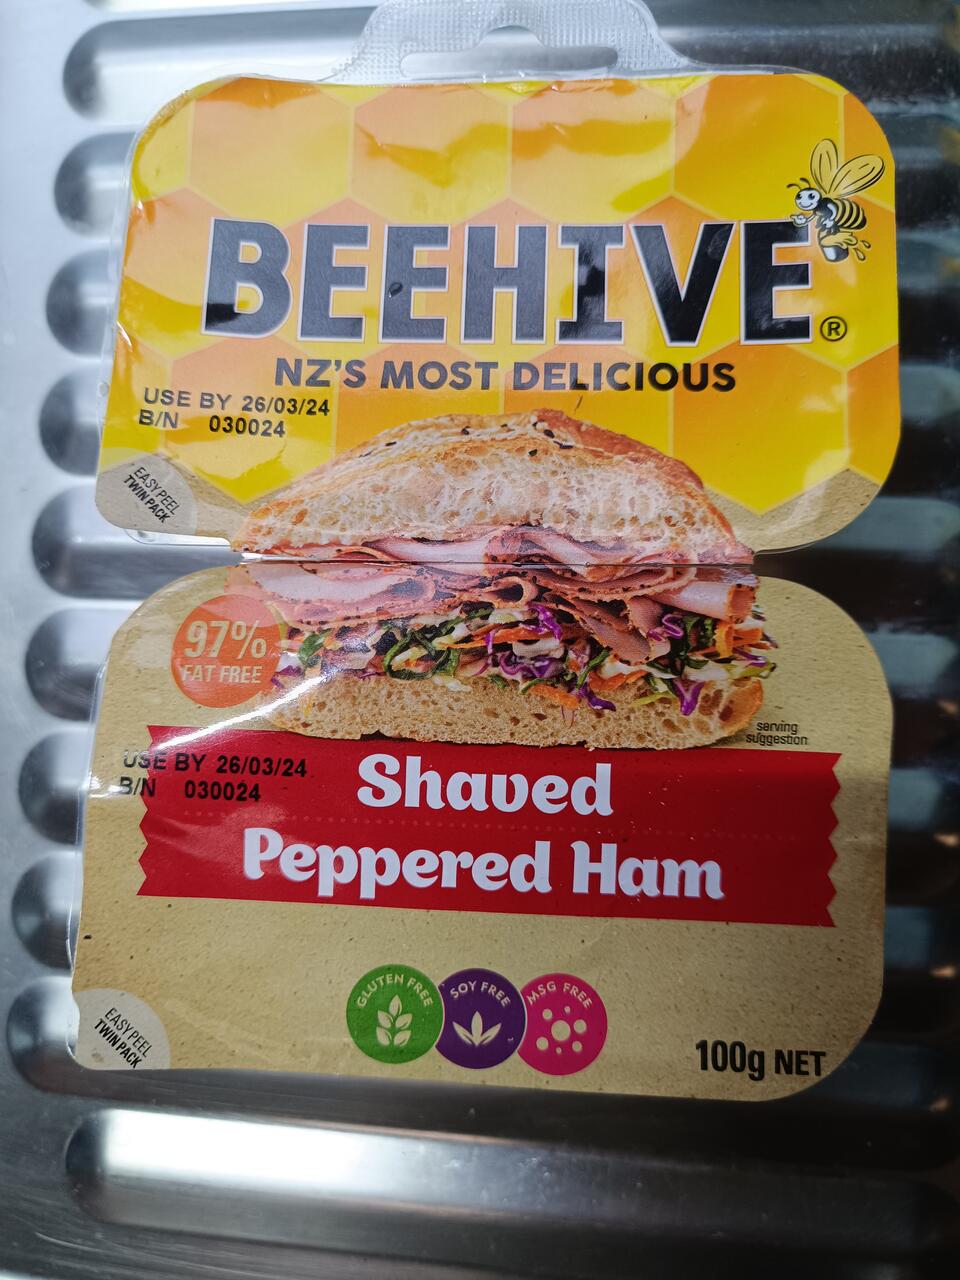 BEEHIVE®
NZ'S MOST DELICIOUS
USE BY 26/03/24
B/N 030024
EASY PEEL
TWIN PACK
97%
FAT FREE
serving
suggestion
USE BY 26/03/24
B/N 030024
Shaved
Peppered Ham
GLUTEN FREE
SOY FREE
MSG FREE
EASY PEEL
TWIN PACK
100g NET